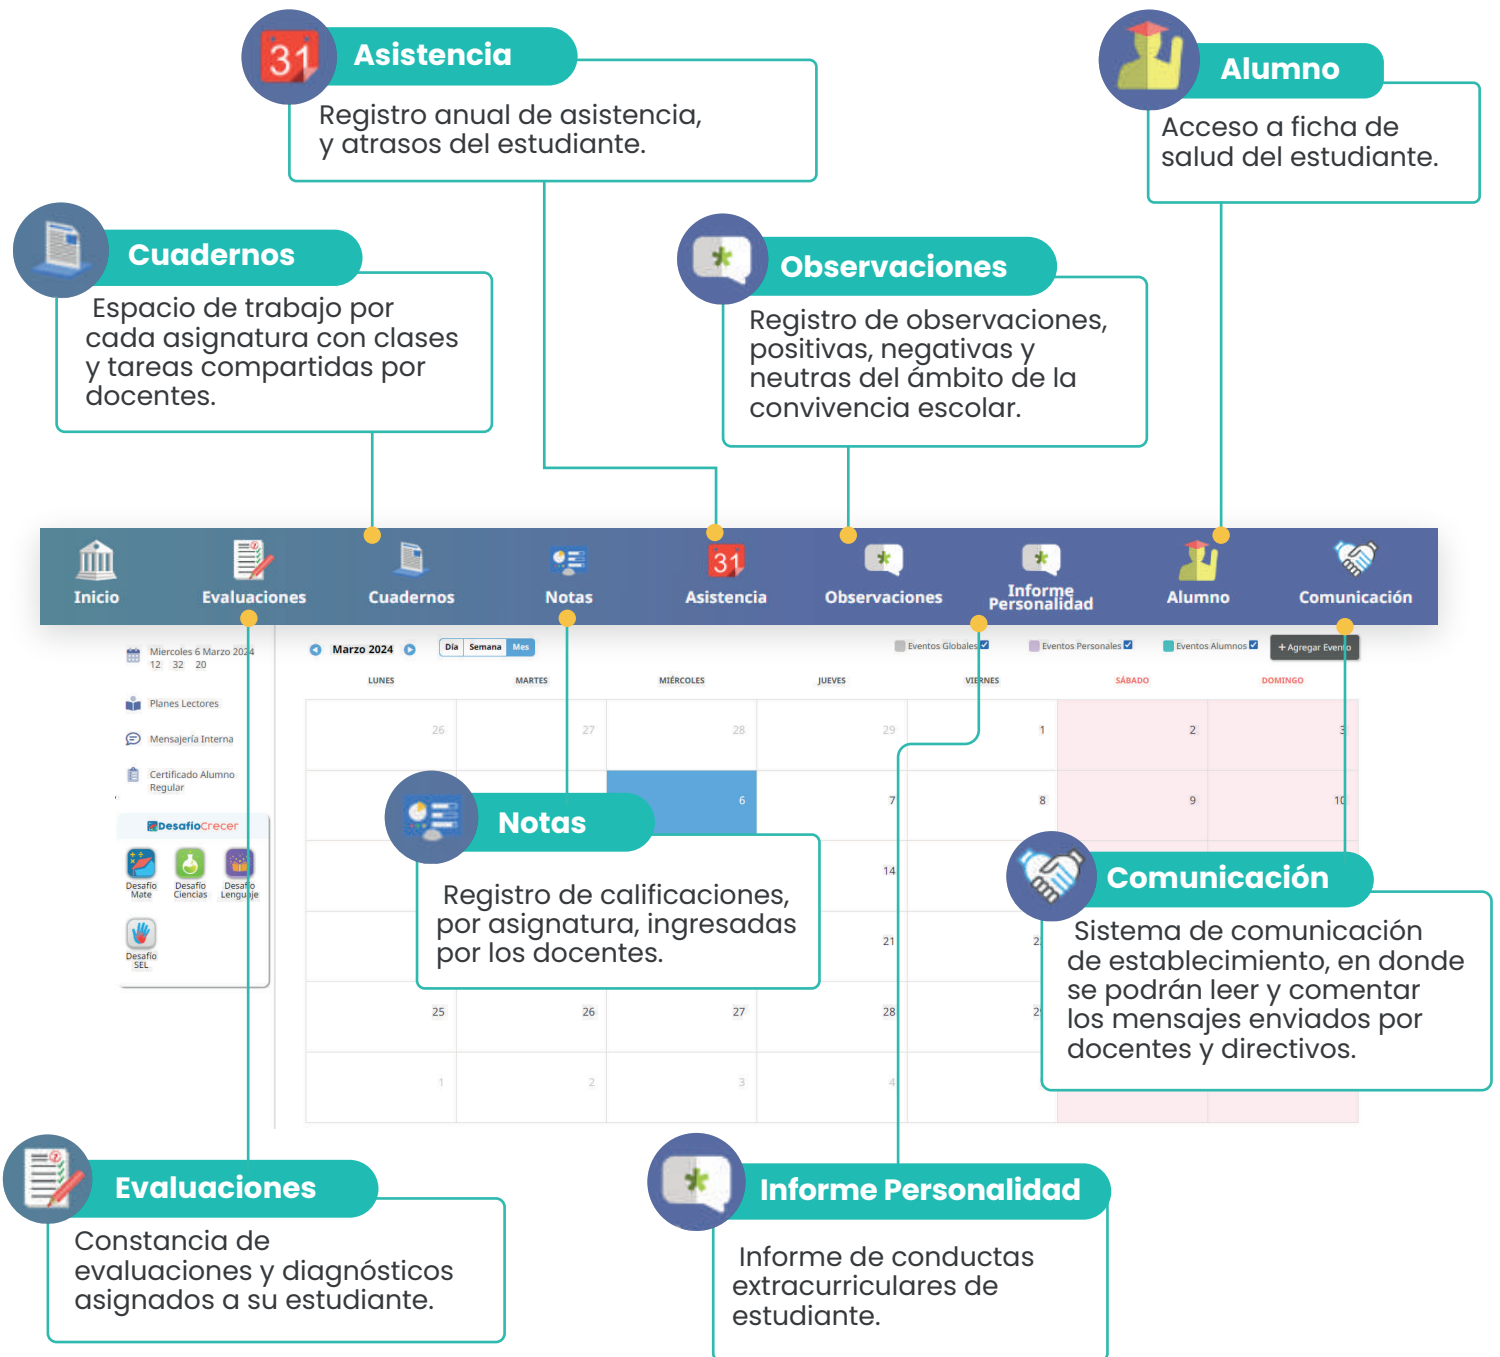 31
Asistencia
Registro anual de asistencia,
y atrasos del estudiante.
Alumno
Acceso a ficha de
salud del estudiante.
Cuadernos
Espacio de trabajo por
cada asignatura con clases
y tareas compartidas por
docentes.
Observaciones
Registro de observaciones,
positivas, negativas y
neutras del ámbito de la
convivencia escolar.
31
Inicio
Evaluaciones
Cuadernos
Notas
Asistencia
Observaciones
Informe
Personalidad
Alumno
Comunicación
Miercoles 6 Marzo 2024
12 32 20
Planes Lectores
Mensajería Interna
Certificado Alumno
Regular
DesafíoCrecer
Desafío
Mate
Desafío
Ciencias
Desafío
Lenguaje
Desafío
SEL
Marzo 2024
Día Semana Mes
Eventos Globales
Eventos Personales
Eventos Alumnos
+ Agregar Evento
LUNES MARTES MIÉRCOLES JUEVES VIERNES SÁBADO DOMINGO
26 27 28 29 1 2 3
6 7 8 9 10
14
21
25 26 27 28
1 2 3 4
Notas
Registro de calificaciones,
por asignatura, ingresadas
por los docentes.
Comunicación
Sistema de comunicación
de establecimiento, en donde
se podrán leer y comentar
los mensajes enviados por
docentes y directivos.
Evaluaciones
Constancia de
evaluaciones y diagnósticos
asignados a su estudiante.
Informe Personalidad
Informe de conductas
extracurriculares de
estudiante.